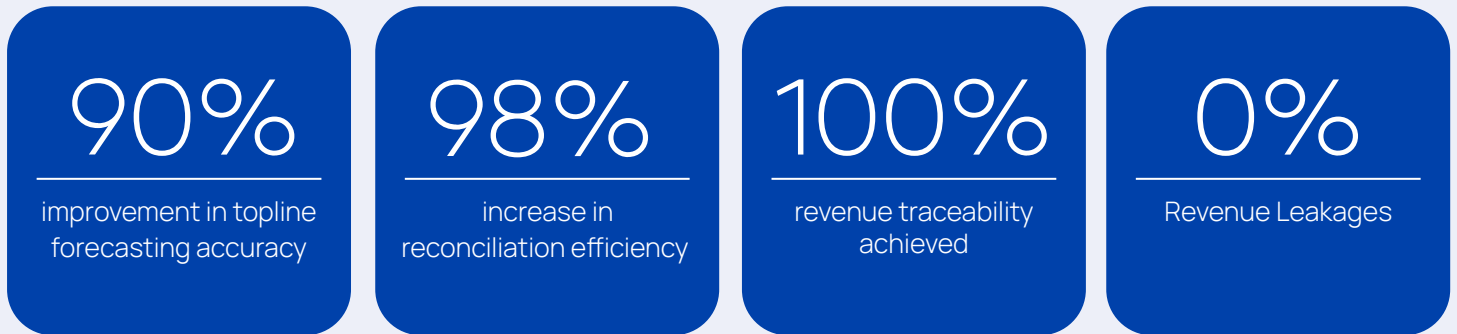 90%
improvement in topline
forecasting accuracy
98%
increase in
reconciliation efficiency
100%
revenue traceability
achieved
0%
Revenue Leakages